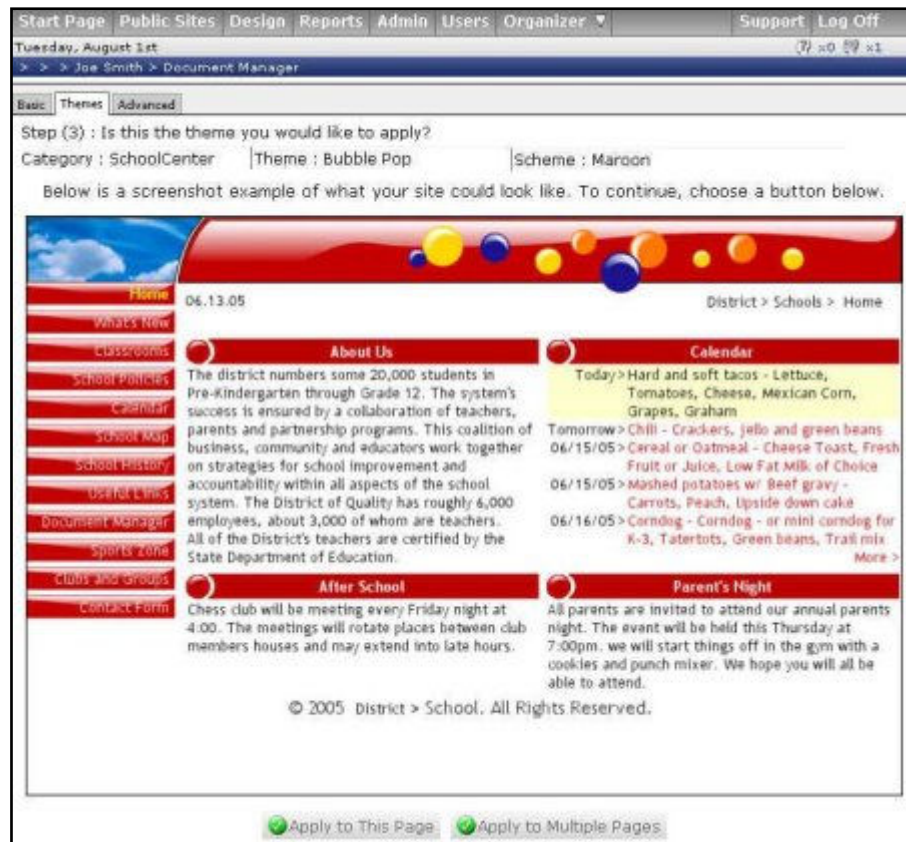 Start Page Public Sites Design Reports Admin Users Organizer ▼ Support Log Off
Tuesday, August 1st x0 x1
> > > Joe Smith > Document Manager
Basic Themes Advanced
Step (3) : Is this the theme you would like to apply?
Category : SchoolCenter Theme : Bubble Pop Scheme : Maroon
Below is a screenshot example of what your site could look like. To continue, choose a button below.
Home
What's New
Classrooms
School Policies
Calendar
School Map
School History
Useful Links
Document Manager
Sports Zone
Clubs and Groups
Contact Form
06.13.05 District > Schools > Home
About Us
The district numbers some 20,000 students in
Pre-Kindergarten through Grade 12. The system's
success is ensured by a collaboration of teachers,
parents and partnership programs. This coalition of
business, community and educators work together
on strategies for school improvement and
accountability within all aspects of the school
system. The District of Quality has roughly 6,000
employees, about 3,000 of whom are teachers.
All of the District's teachers are certified by the
State Department of Education.
Calendar
Today > Hard and soft tacos - Lettuce,
Tomatoes, Cheese, Mexican Corn,
Grapes, Graham
Tomorrow > Chili - Crackers, jello and green beans
06/15/05 > Cereal or Oatmeal - Cheese Toast, Fresh
Fruit or Juice, Low Fat Milk of Choice
06/15/05 > Mashed potatoes w/ Beef gravy -
Carrots, Peach, Upside down cake
06/16/05 > Corndog - Corndog - or mini corndog for
K-3, Tatertots, Green beans, Trail mix
More >
After School
Chess club will be meeting every Friday night at
4:00. The meetings will rotate places between club
members houses and may extend into late hours.
Parent's Night
All parents are invited to attend our annual parents
night. The event will be held this Thursday at
7:00pm. we will start things off in the gym with a
cookies and punch mixer. We hope you will all be
able to attend.
© 2005 District > School. All Rights Reserved.
Apply to This Page Apply to Multiple Pages